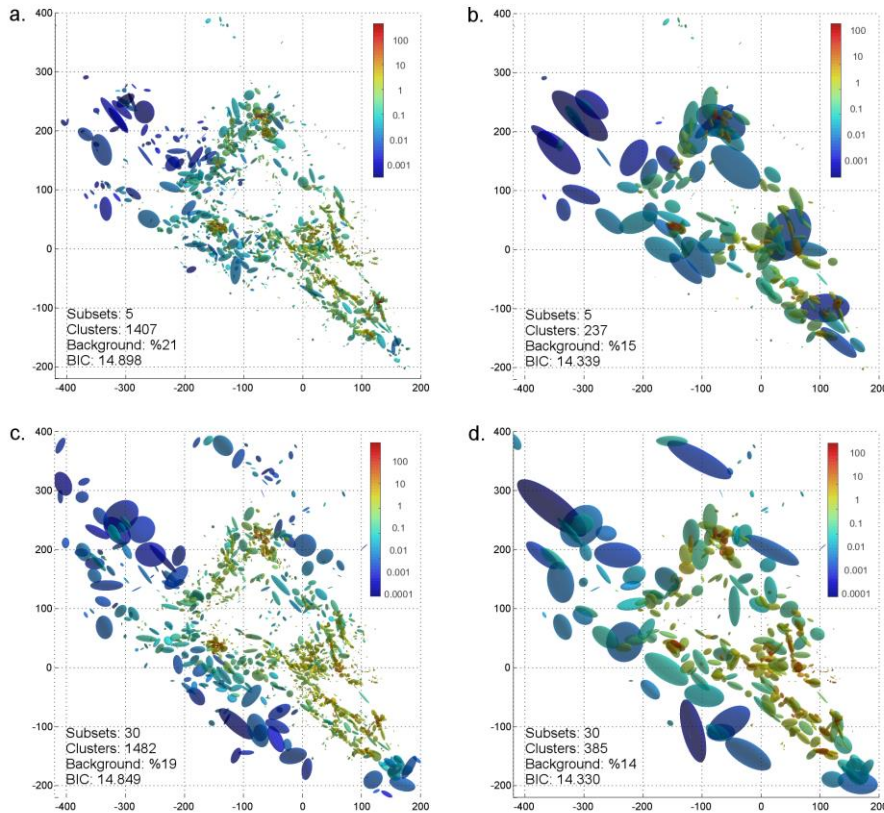 a.
400
300
200
100
0
-100
-200
-400 -300 -200 -100 0 100 200
100
10
1
0.1
0.01
0.001
Subsets: 5
Clusters: 1407
Background: %21
BIC: 14.898
b.
400
300
200
100
0
-100
-200
-400 -300 -200 -100 0 100 200
100
10
1
0.1
0.01
0.001
Subsets: 5
Clusters: 237
Background: %15
BIC: 14.339
c.
400
300
200
100
0
-100
-200
-400 -300 -200 -100 0 100 200
100
10
1
0.1
0.01
0.001
0.0001
Subsets: 30
Clusters: 1482
Background: %19
BIC: 14.849
d.
400
300
200
100
0
-100
-200
-400 -300 -200 -100 0 100 200
100
10
1
0.1
0.01
0.001
0.0001
Subsets: 30
Clusters: 385
Background: %14
BIC: 14.330